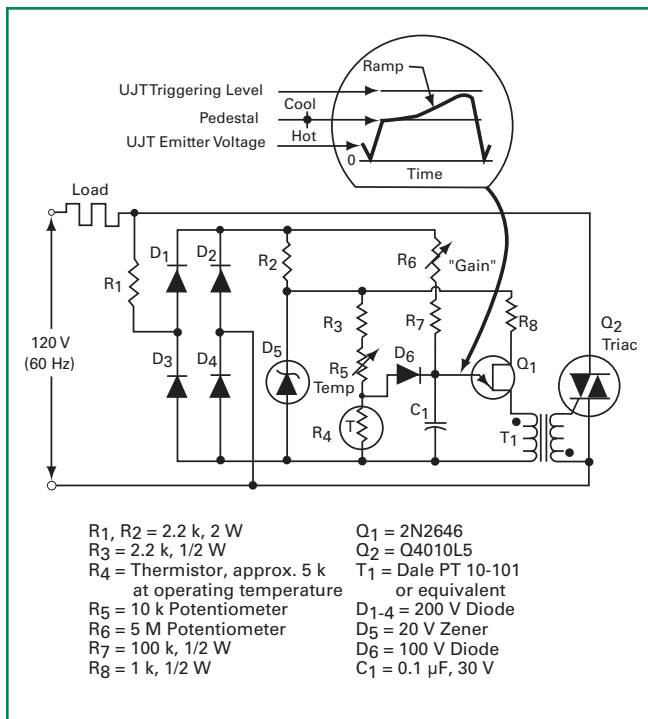 Ramp
UJT Triggering Level
Cool
Pedestal
Hot
UJT Emitter Voltage
0
Time
Load
D1
D2
R2
R6
"Gain"
R1
R3
R7
R8
Q2
Triac
120 V
(60 Hz)
D3
D4
D5
R5
Temp
D6
Q1
R4
T
C1
T1
R1, R2 = 2.2 k, 2 W
R3 = 2.2 k, 1/2 W
R4 = Thermistor, approx. 5 k
at operating temperature
R5 = 10 k Potentiometer
R6 = 5 M Potentiometer
R7 = 100 k, 1/2 W
R8 = 1 k, 1/2 W
Q1 = 2N2646
Q2 = Q4010L5
T1 = Dale PT 10-101
or equivalent
D1-4 = 200 V Diode
D5 = 20 V Zener
D6 = 100 V Diode
C1 = 0.1 µF, 30 V